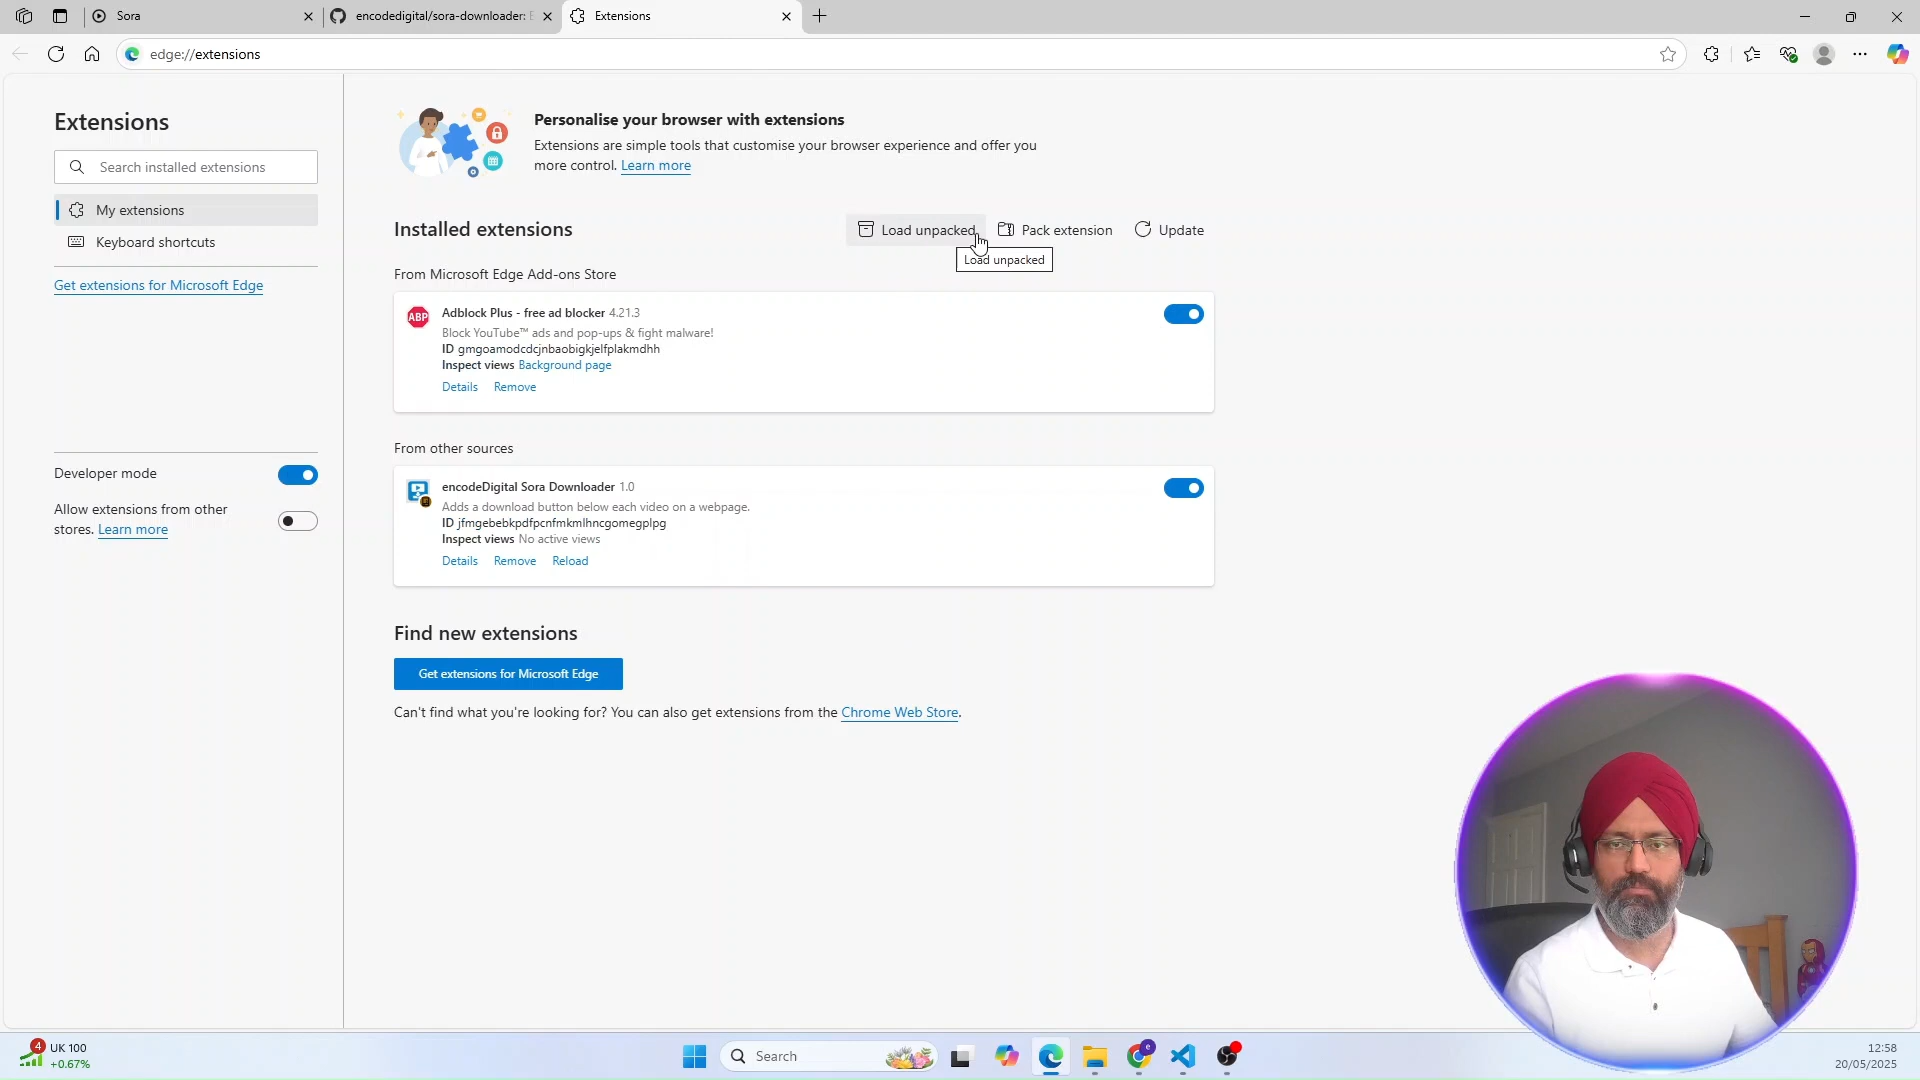 Sora
encodedigital/sora-downloader: E
Extensions
edge://extensions
Extensions
Search installed extensions
My extensions
Keyboard shortcuts
Get extensions for Microsoft Edge
Developer mode
Allow extensions from other
stores. Learn more
Personalise your browser with extensions
Extensions are simple tools that customise your browser experience and offer you
more control. Learn more
Installed extensions
Load unpacked
Pack extension
Update
Load unpacked
From Microsoft Edge Add-ons Store
ABP
Adblock Plus - free ad blocker 4.21.3
Block YouTube™ ads and pop-ups & fight malware!
ID gmgoamodcdcjnbaobigkjelfplakmdhh
Inspect views Background page
Details Remove
From other sources
encodeDigital Sora Downloader 1.0
Adds a download button below each video on a webpage.
ID jfmgebebkpdfpcnfmkmlhncgomegplpg
Inspect views No active views
Details Remove Reload
Find new extensions
Get extensions for Microsoft Edge
Can't find what you're looking for? You can also get extensions from the Chrome Web Store.
4
UK 100
+0.67%
Search
e
12:58
20/05/2025